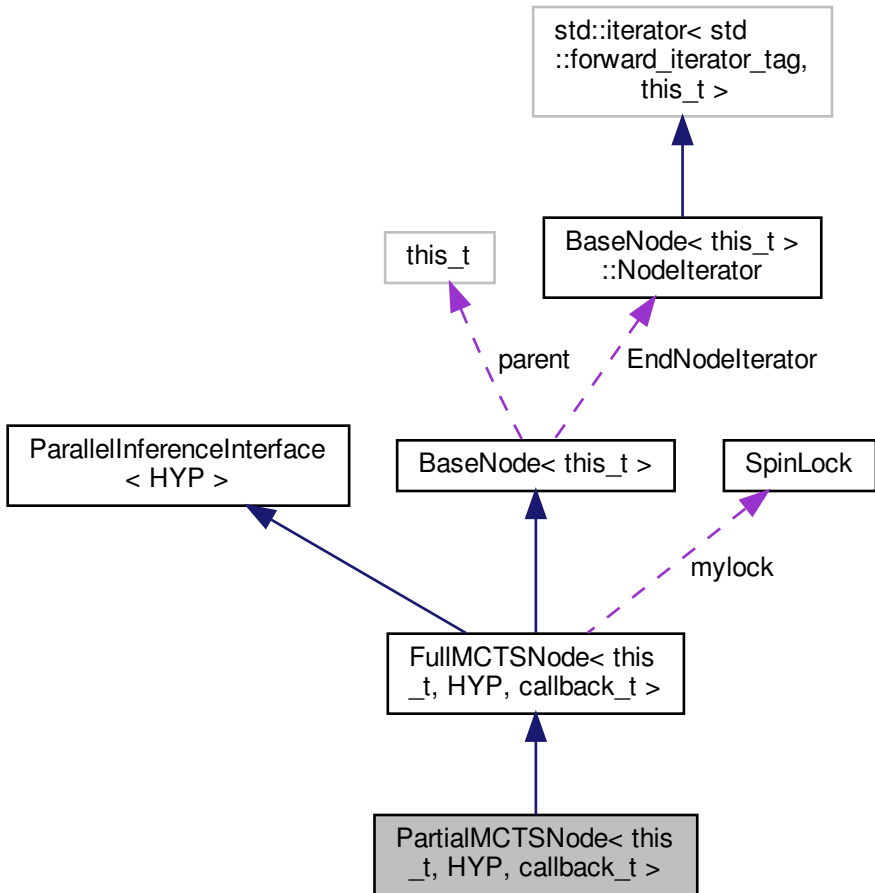 std::iterator< std
::forward_iterator_tag,
this_t >
this_t
BaseNode< this_t >
::NodeIterator
parent
EndNodeIterator
ParallelInferenceInterface
< HYP >
BaseNode< this_t >
SpinLock
mylock
FullMCTSNode< this
_t, HYP, callback_t >
PartialMCTSNode< this
_t, HYP, callback_t >